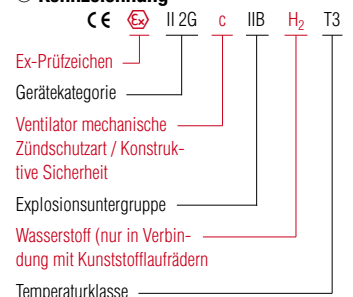 Kennzeichnung
CE Ex II 2G c IIB H₂ T3
Ex-Prüfzeichen
Gerätekategorie
Ventilator mechanische
Zündschutzart / Konstruk-
tive Sicherheit
Explosionsuntergruppe
Wasserstoff (nur in Verbin-
dung mit Kunststofflaufrädern
Temperaturklasse